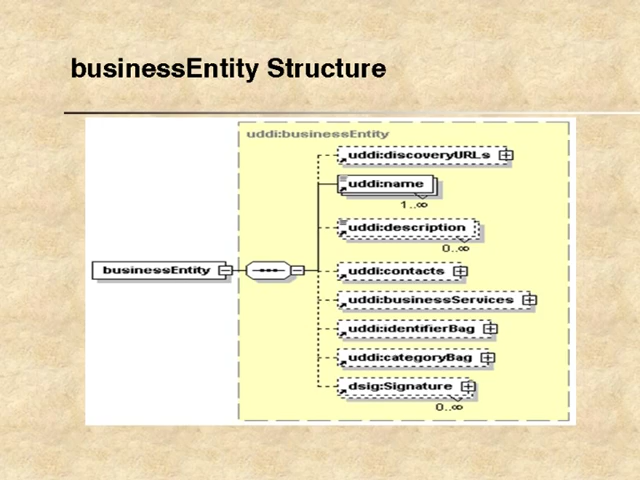 businessEntity Structure
uddi:businessEntity
uddi:discoveryURLs
uddi:name
1..∞
uddi:description
0..∞
businessEntity
uddi:contacts
uddi:businessServices
uddi:identifierBag
uddi:categoryBag
dsig:Signature
0..∞